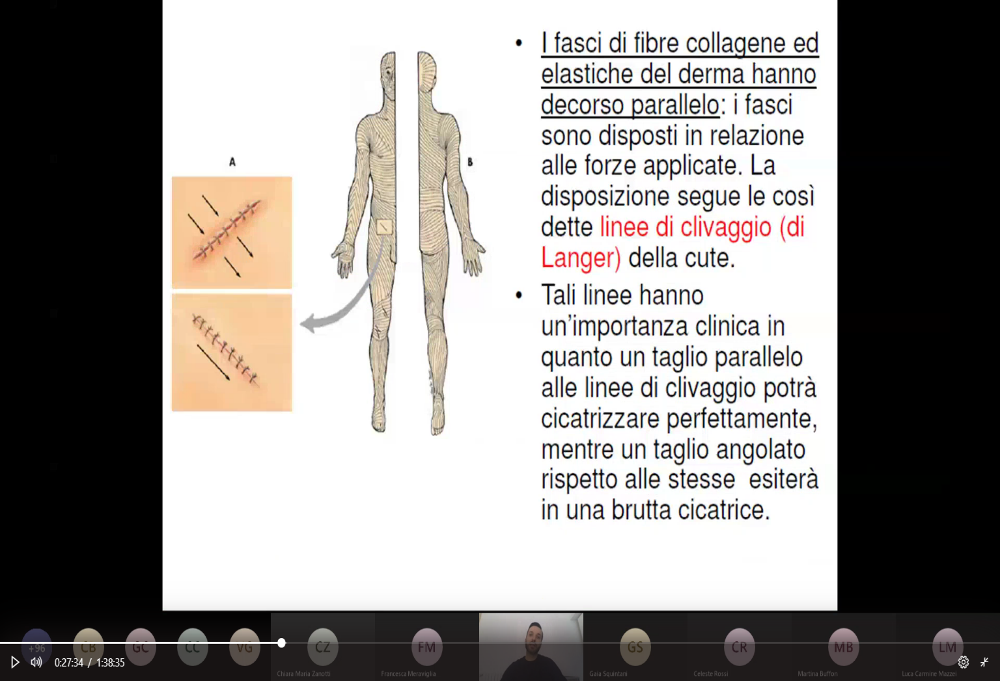 • I fasci di fibre collagene ed
elastiche del derma hanno
decorso parallelo: i fasci
sono disposti in relazione
alle forze applicate. La
disposizione segue le così
dette linee di clivaggio (di
Langer) della cute.
• Tali linee hanno
un’importanza clinica in
quanto un taglio parallelo
alle linee di clivaggio potrà
cicatrizzare perfettamente,
mentre un taglio angolato
rispetto alle stesse esiterà
in una brutta cicatrice.
A
B
+96 CB GC CC VG CZ FM GS CR MB LM
0:27:34 / 1:38:35
Chiara Maria Zanotti Francesca Meraviglia Gaia Squintani Celeste Rossi Martina Buffon Luca Carmine Mazzei